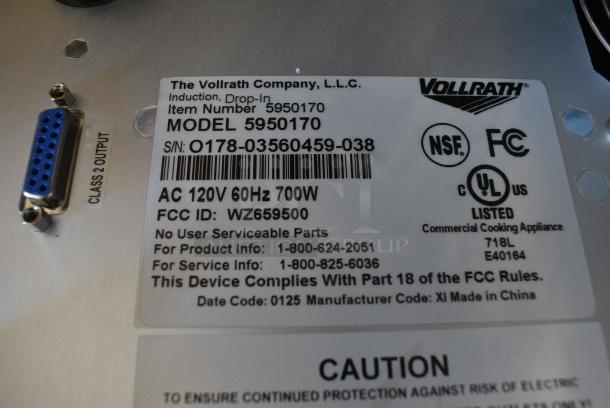 The Vollrath Company, L.L.C.
VOLLRATH®
Induction, Drop-In
Item Number 5950170
MODEL 5950170
S/N: O178-03560459-038
NSF®
FC
AC 120V 60Hz 700W
C UL® US
LISTED
FCC ID: WZ659500
Commercial Cooking Appliance
No User Serviceable Parts
718L
For Product Info: 1-800-624-2051
E40164
For Service Info: 1-800-825-6036
This Device Complies With Part 18 of the FCC Rules.
Date Code: 0125 Manufacturer Code: XI Made in China
CLASS 2 OUTPUT
CAUTION
TO ENSURE CONTINUED PROTECTION AGAINST RISK OF ELECTRIC
OUTLETS ONLY!